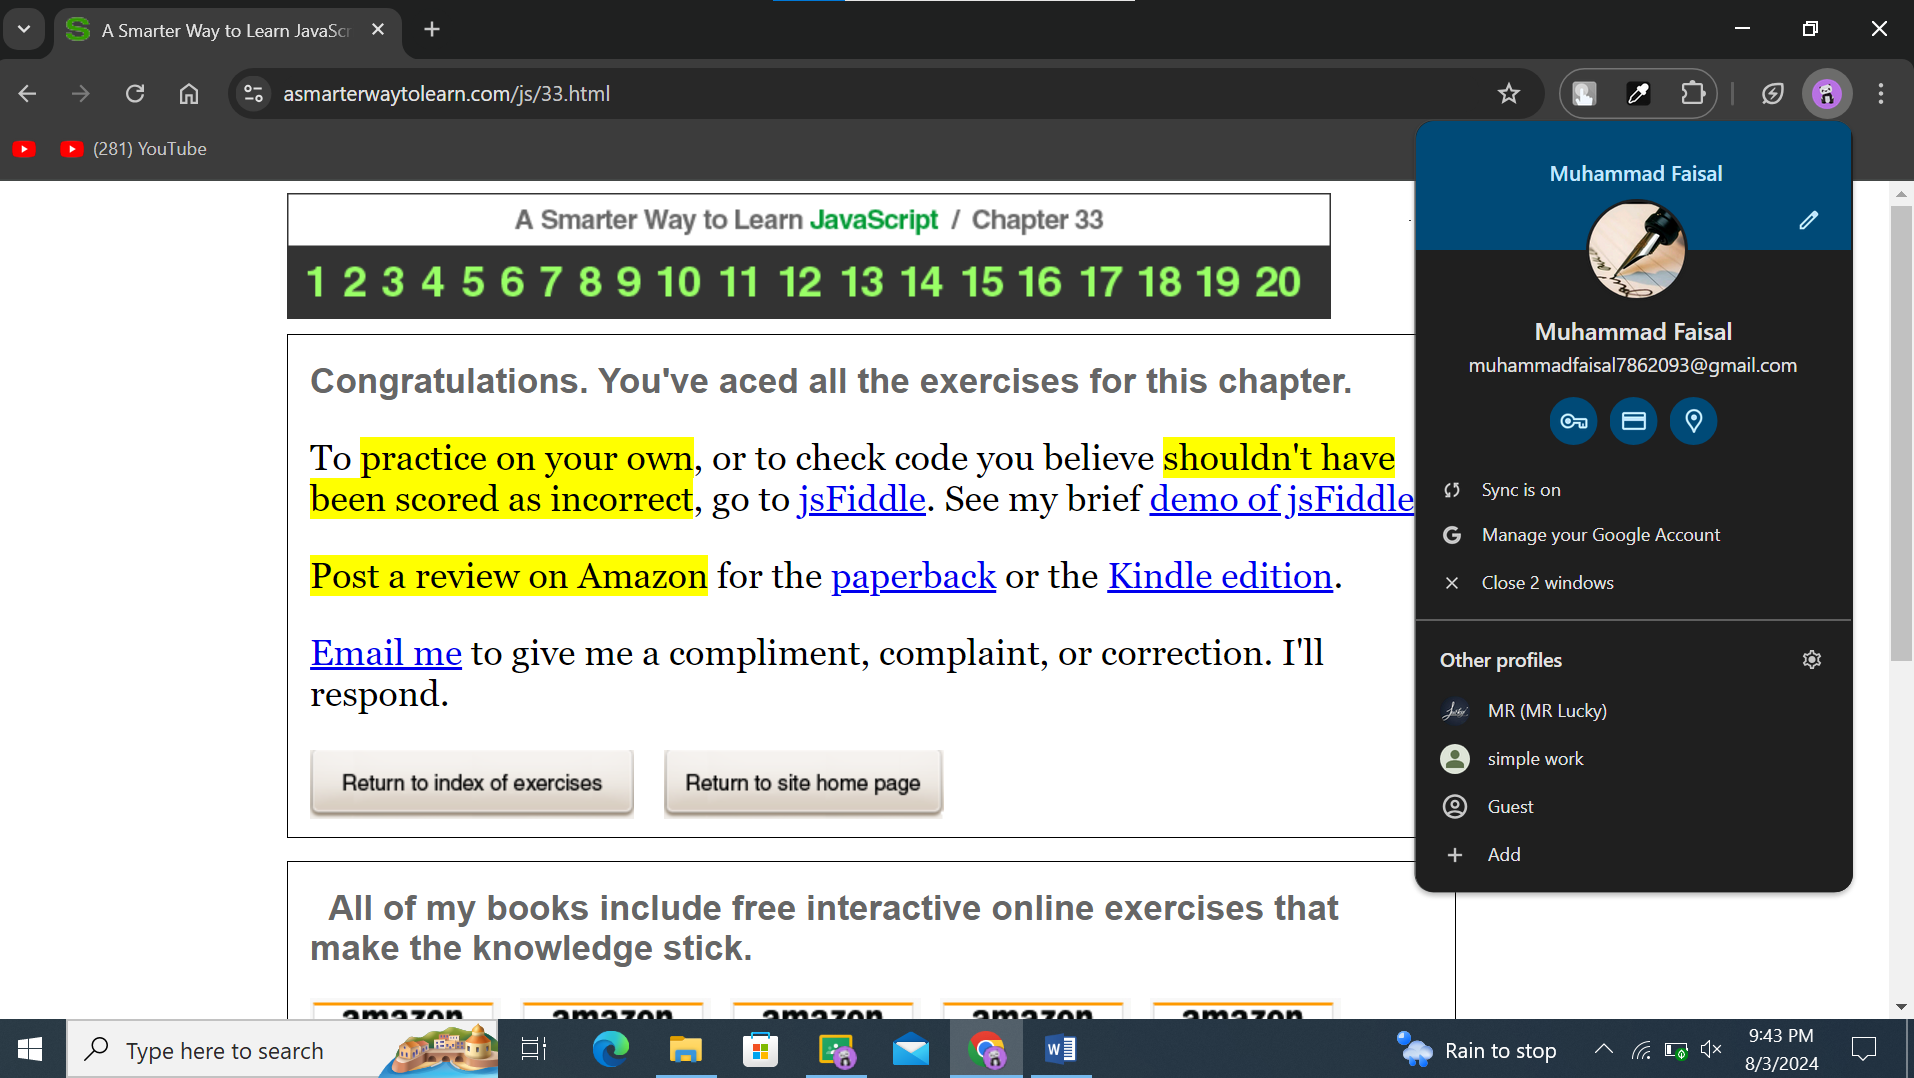 A Smarter Way to Learn JavaScr
asmarterwaytolearn.com/js/33.html
(281) YouTube
A Smarter Way to Learn JavaScript / Chapter 33
1 2 3 4 5 6 7 8 9 10 11 12 13 14 15 16 17 18 19 20
Congratulations. You've aced all the exercises for this chapter.
To practice on your own, or to check code you believe shouldn't have
been scored as incorrect, go to jsFiddle. See my brief demo of jsFiddle
Post a review on Amazon for the paperback or the Kindle edition.
Email me to give me a compliment, complaint, or correction. I'll
respond.
Return to index of exercises
Return to site home page
All of my books include free interactive online exercises that
make the knowledge stick.
amazon amazon amazon amazon amazon
Muhammad Faisal
Muhammad Faisal
muhammadfaisal7862093@gmail.com
Sync is on
Manage your Google Account
Close 2 windows
Other profiles
MR (MR Lucky)
simple work
Guest
Add
Type here to search
Rain to stop
9:43 PM
8/3/2024